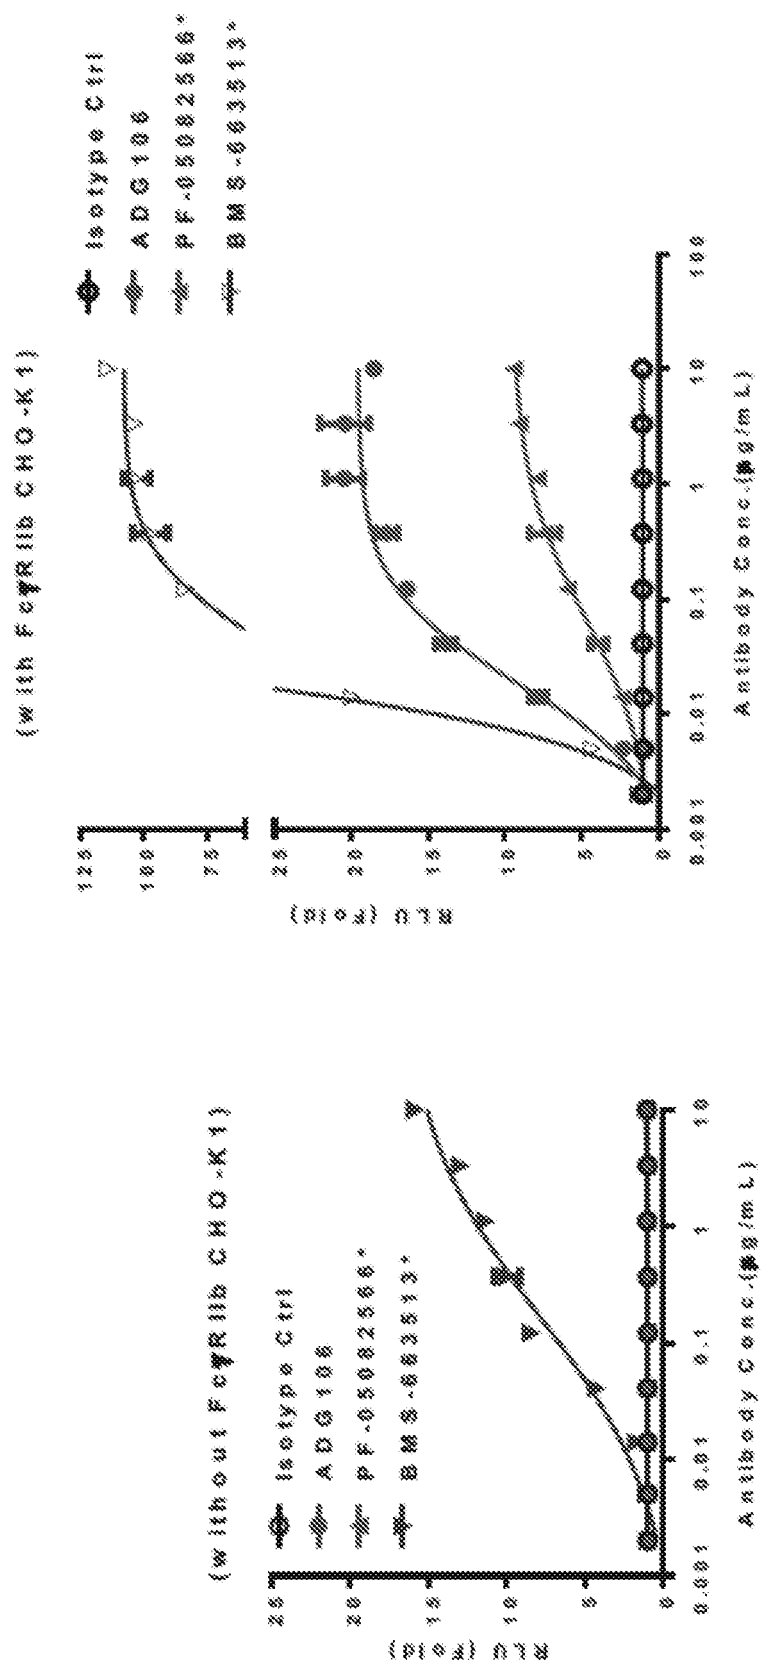 (without FcγRIIb CHO-K1)
Isotype Ctrl
ADG106
PF-05082566*
BMS-663513*
RLU (Fold)
25
20
15
10
5
0
0.001
0.01
0.1
1
10
Antibody Conc.(μg/mL)
(with FcγRIIb CHO-K1)
Isotype Ctrl
ADG106
PF-05082566*
BMS-663513*
RLU (Fold)
125
100
75
25
20
15
10
5
0
0.001
0.01
0.1
1
10
100
Antibody Conc.(μg/mL)